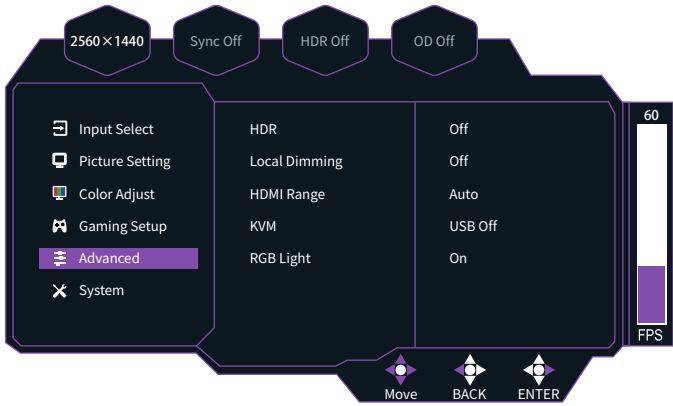 2560×1440
Sync Off
HDR Off
OD Off
60
Input Select
HDR
Off
Picture Setting
Local Dimming
Off
Color Adjust
HDMI Range
Auto
Gaming Setup
KVM
USB Off
Advanced
RGB Light
On
System
FPS
Move
BACK
ENTER